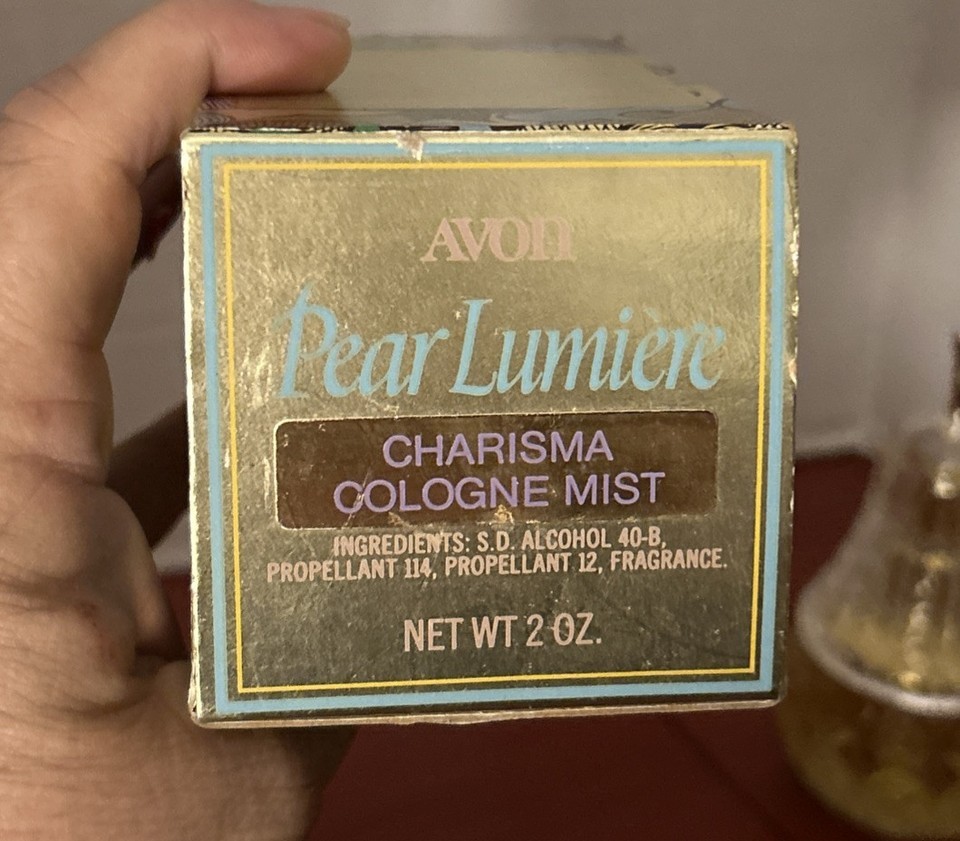 AVON
Pear Lumière
CHARISMA
COLOGNE MIST
INGREDIENTS: S.D. ALCOHOL 40-B,
PROPELLANT 114, PROPELLANT 12, FRAGRANCE.
NET WT 2 OZ.